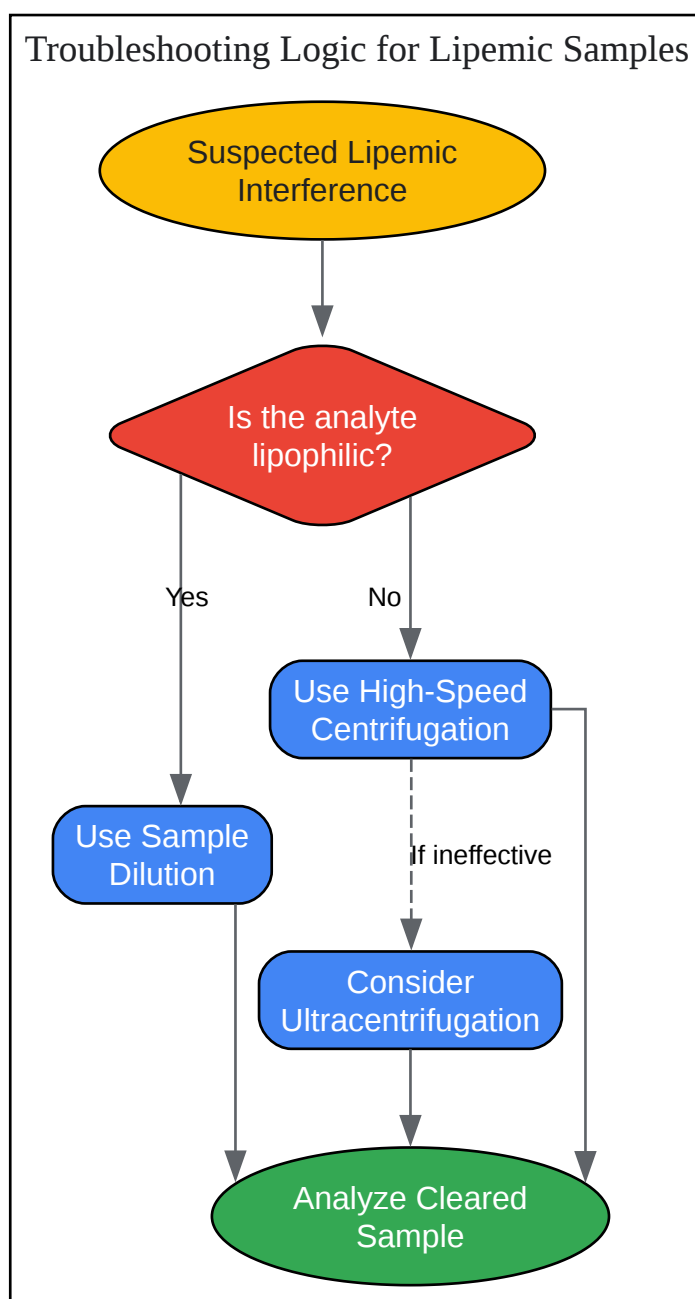 Troubleshooting Logic for Lipemic Samples
Suspected Lipemic
Interference
Is the analyte
lipophilic?
Yes
No
Use High-Speed
Centrifugation
Use Sample
Dilution
If ineffective
Consider
Ultracentrifugation
Analyze Cleared
Sample